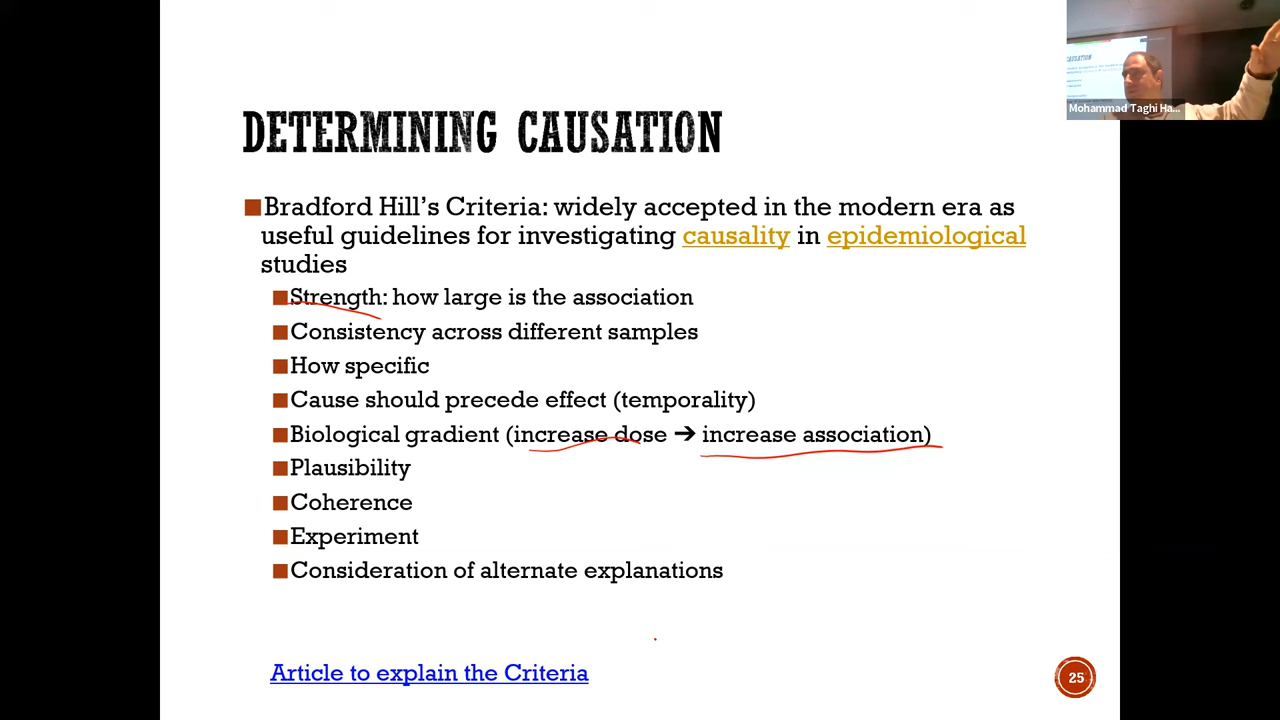 DETERMINING CAUSATION
Bradford Hill's Criteria: widely accepted in the modern era as
useful guidelines for investigating causality in epidemiological
studies
Strength: how large is the association
Consistency across different samples
How specific
Cause should precede effect (temporality)
Biological gradient (increase dose ➔ increase association)
Plausibility
Coherence
Experiment
Consideration of alternate explanations
Article to explain the Criteria
25
CAUSATION
Mohammad Taghi Ha...